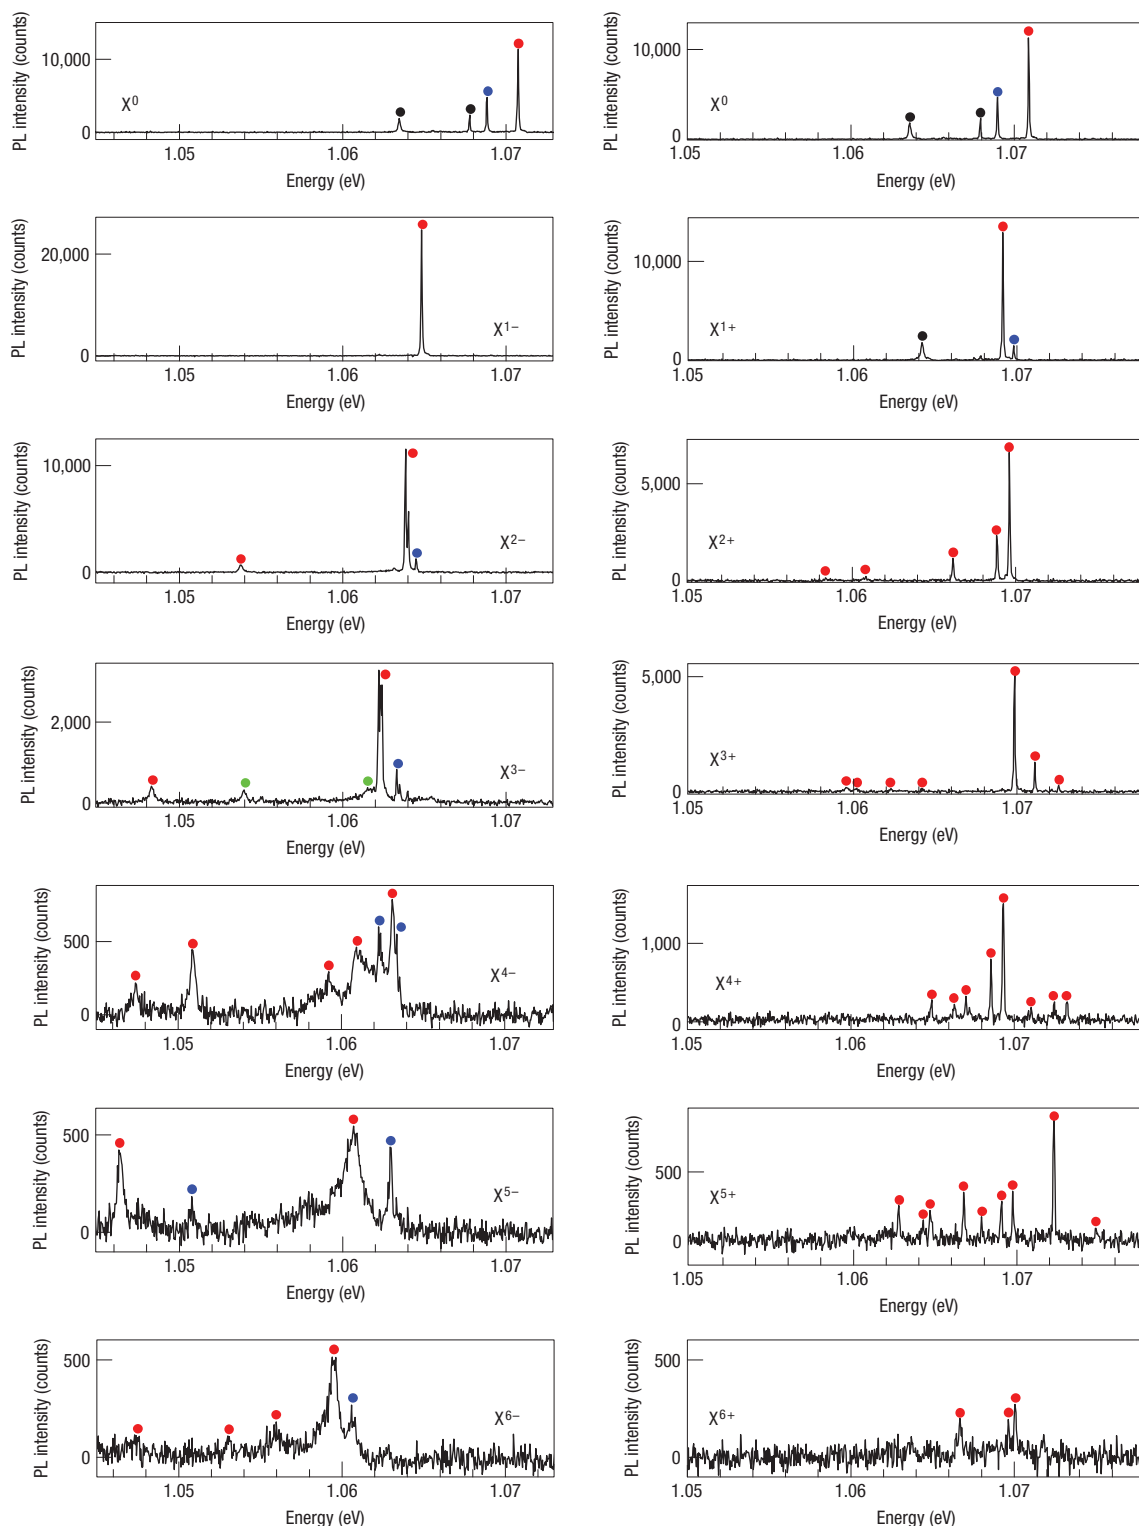 PL intensity (counts)
10,000
0
X⁰
1.05 1.06 1.07
Energy (eV)
PL intensity (counts)
10,000
0
X⁰
1.05 1.06 1.07
Energy (eV)
PL intensity (counts)
20,000
0
X¹⁻
1.05 1.06 1.07
Energy (eV)
PL intensity (counts)
10,000
0
X¹⁺
1.05 1.06 1.07
Energy (eV)
PL intensity (counts)
10,000
0
X²⁻
1.05 1.06 1.07
Energy (eV)
PL intensity (counts)
5,000
0
X²⁺
1.05 1.06 1.07
Energy (eV)
PL intensity (counts)
2,000
0
X³⁻
1.05 1.06 1.07
Energy (eV)
PL intensity (counts)
5,000
0
X³⁺
1.05 1.06 1.07
Energy (eV)
PL intensity (counts)
500
0
X⁴⁻
1.05 1.06 1.07
Energy (eV)
PL intensity (counts)
1,000
0
X⁴⁺
1.05 1.06 1.07
Energy (eV)
PL intensity (counts)
500
0
X⁵⁻
1.05 1.06 1.07
Energy (eV)
PL intensity (counts)
500
0
X⁵⁺
1.05 1.06 1.07
Energy (eV)
PL intensity (counts)
500
0
X⁶⁻
1.05 1.06 1.07
Energy (eV)
PL intensity (counts)
500
0
X⁶⁺
1.05 1.06 1.07
Energy (eV)